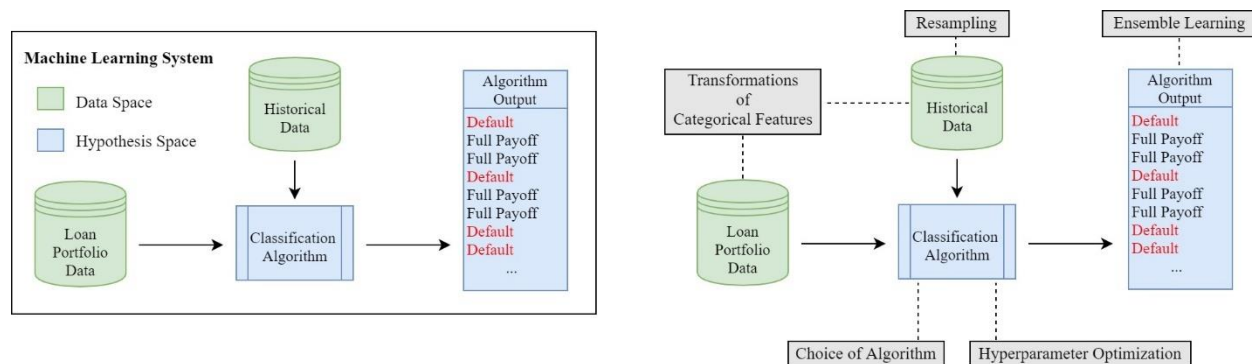 Machine Learning System
Data Space
Hypothesis Space
Historical
Data
Loan
Portfolio
Data
Classification
Algorithm
Algorithm
Output
Default
Full Payoff
Full Payoff
Default
Full Payoff
Full Payoff
Default
Default
...
Resampling
Ensemble Learning
Transformations
of
Categorical Features
Historical
Data
Loan
Portfolio
Data
Classification
Algorithm
Algorithm
Output
Default
Full Payoff
Full Payoff
Default
Full Payoff
Full Payoff
Default
Default
...
Choice of Algorithm
Hyperparameter Optimization